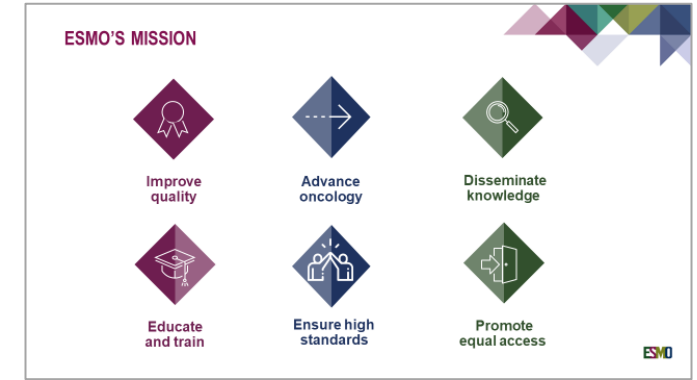 ESMO'S MISSION
Improve
quality
Advance
oncology
Disseminate
knowledge
Educate
and train
Ensure high
standards
Promote
equal access
ESMO